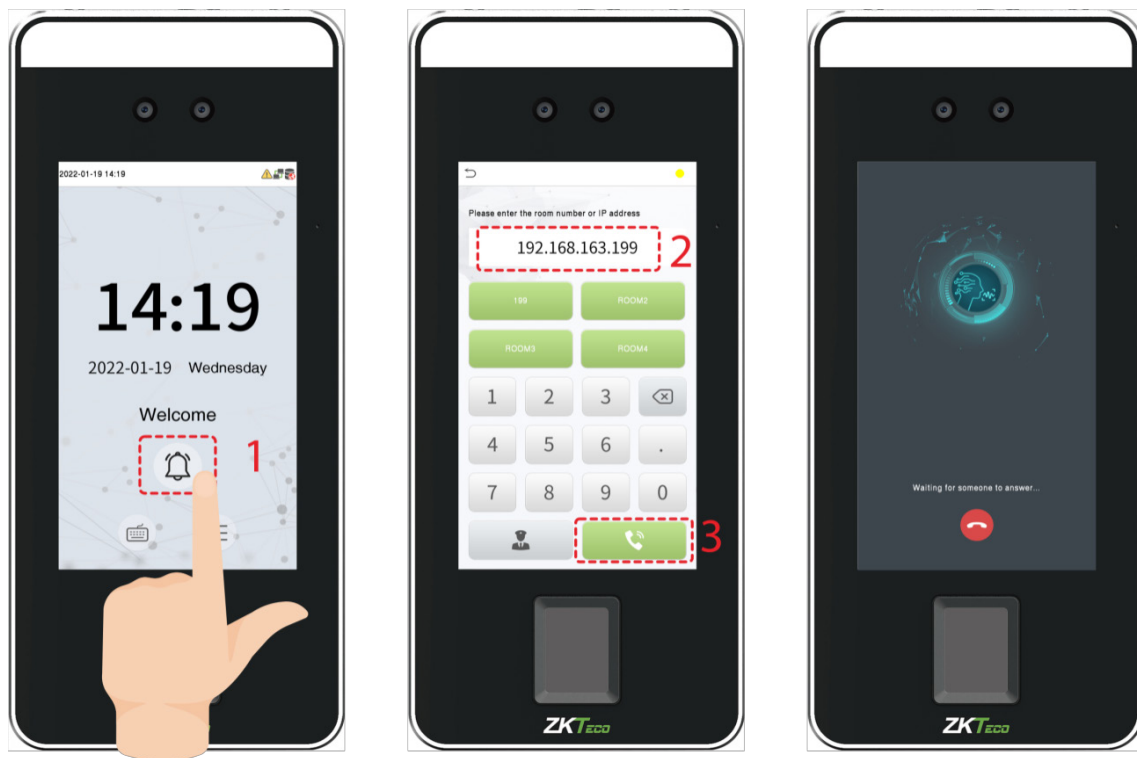 2022-01-19 14:19
14:19
2022-01-19 Wednesday
Welcome
1
Please enter the room number or IP address
192.168.163.199
2
199 ROOM2
ROOM3 ROOM4
1 2 3
4 5 6 .
7 8 9 0
3
ZKTeco
Waiting for someone to answer...
ZKTeco